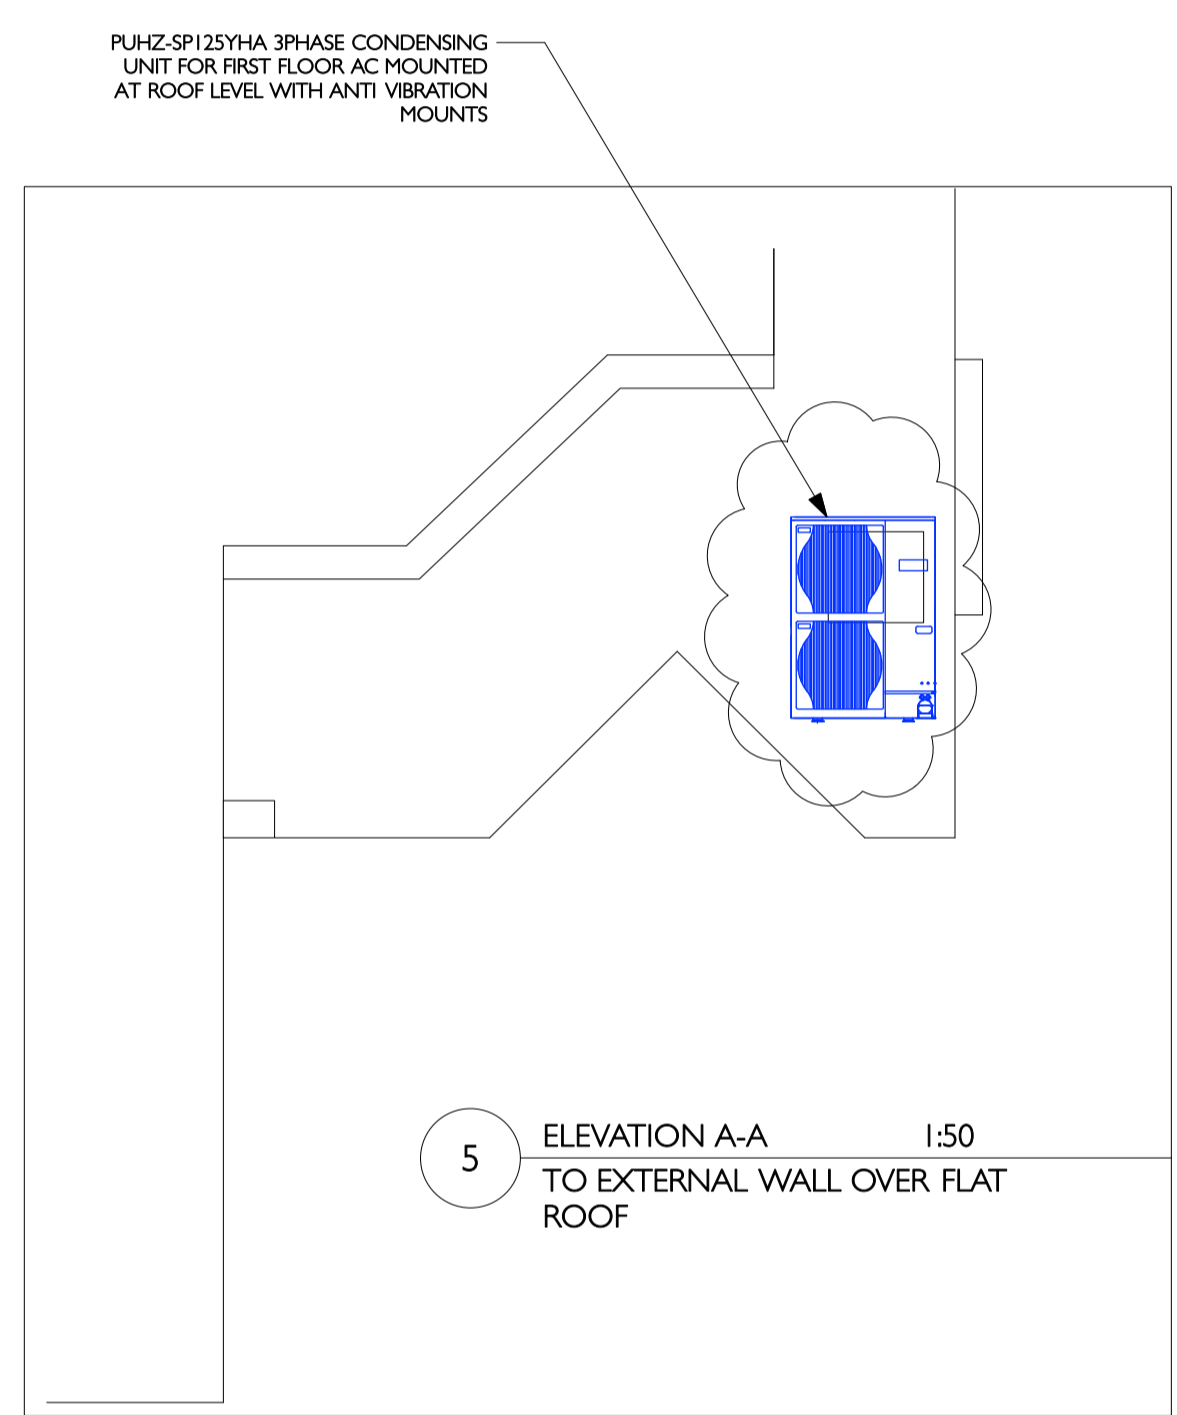 PUHZ-SP125YHA 3PHASE CONDENSING
UNIT FOR FIRST FLOOR AC MOUNTED
AT ROOF LEVEL WITH ANTI VIBRATION
MOUNTS
5
ELEVATION A-A 1:50
TO EXTERNAL WALL OVER FLAT
ROOF